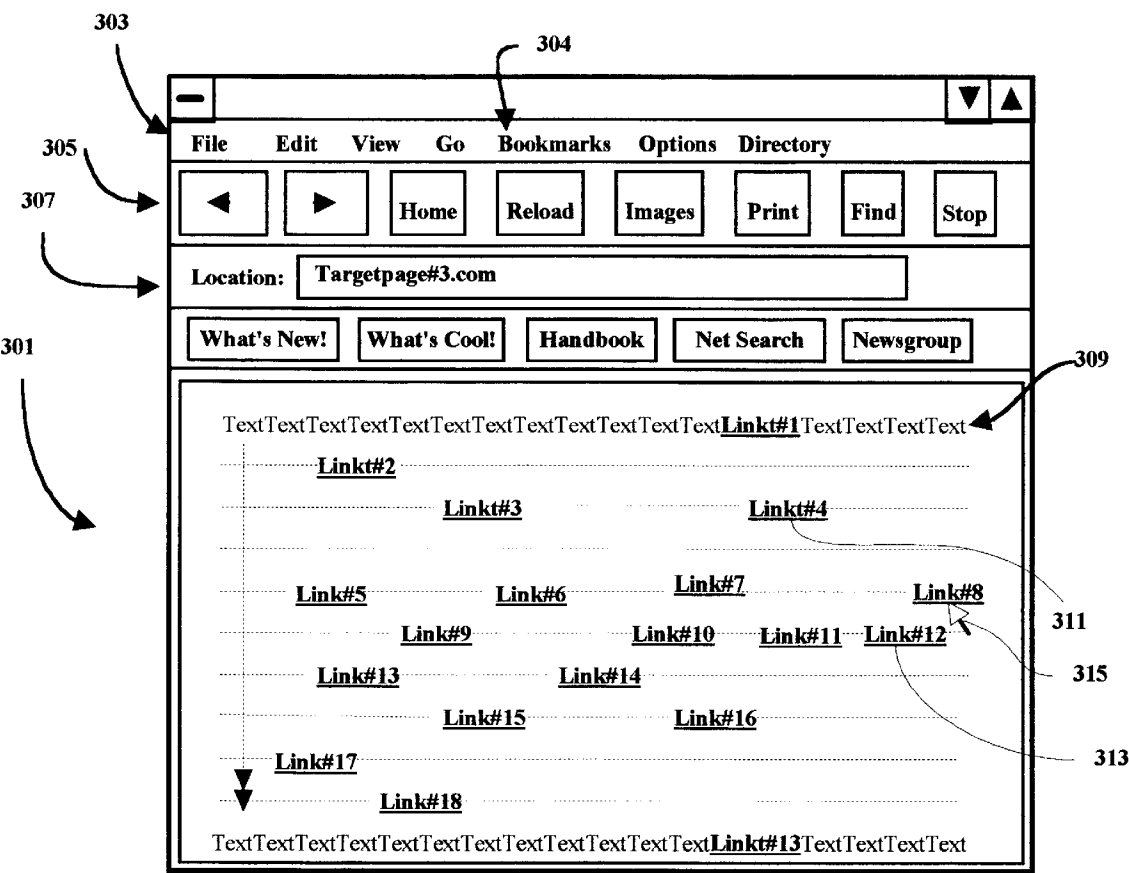 303
304
File Edit View Go Bookmarks Options Directory
305
Home Reload Images Print Find Stop
307
Location: Targetpage#3.com
What's New! What's Cool! Handbook Net Search Newsgroup
301
309
TextTextTextTextTextTextTextTextTextTextTextTextLinkt#1TextTextTextText
Linkt#2
Linkt#3 Linkt#4
Link#5 Link#6 Link#7 Link#8
311
Link#9 Link#10 Link#11 Link#12
Link#13 Link#14
315
Link#15 Link#16
313
Link#17
Link#18
TextTextTextTextTextTextTextTextTextTextTextTextLinkt#13TextTextTextText